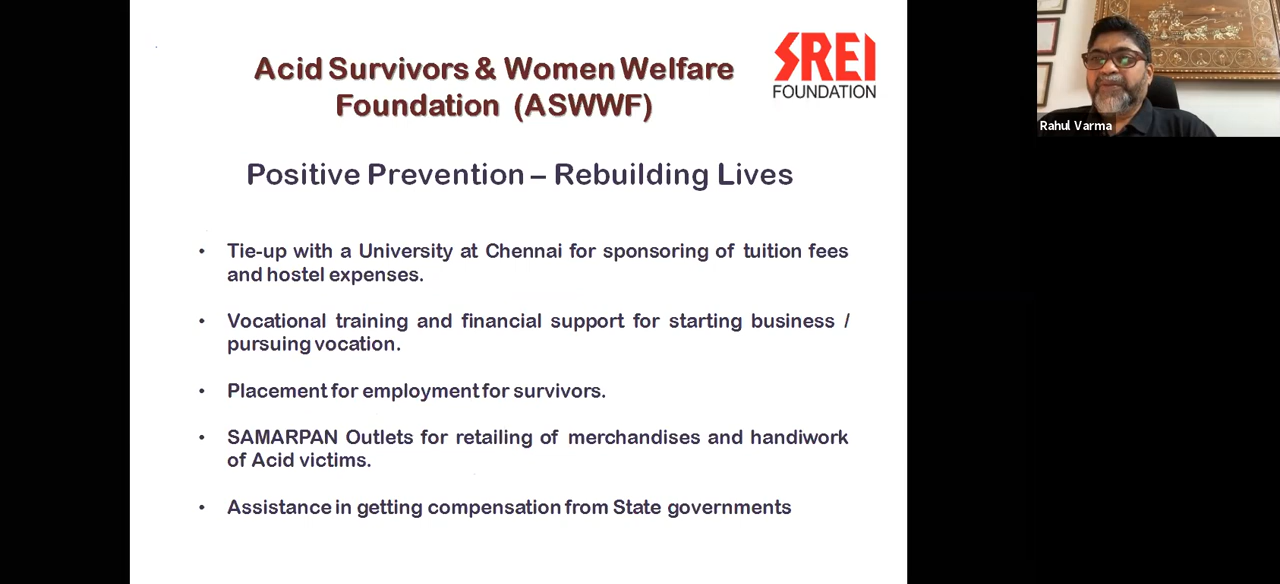 Acid Survivors & Women Welfare
Foundation (ASWWF)
SREI
FOUNDATION
Rahul Varma
Positive Prevention – Rebuilding Lives
• Tie-up with a University at Chennai for sponsoring of tuition fees
and hostel expenses.
• Vocational training and financial support for starting business /
pursuing vocation.
• Placement for employment for survivors.
• SAMARPAN Outlets for retailing of merchandises and handiwork
of Acid victims.
• Assistance in getting compensation from State governments